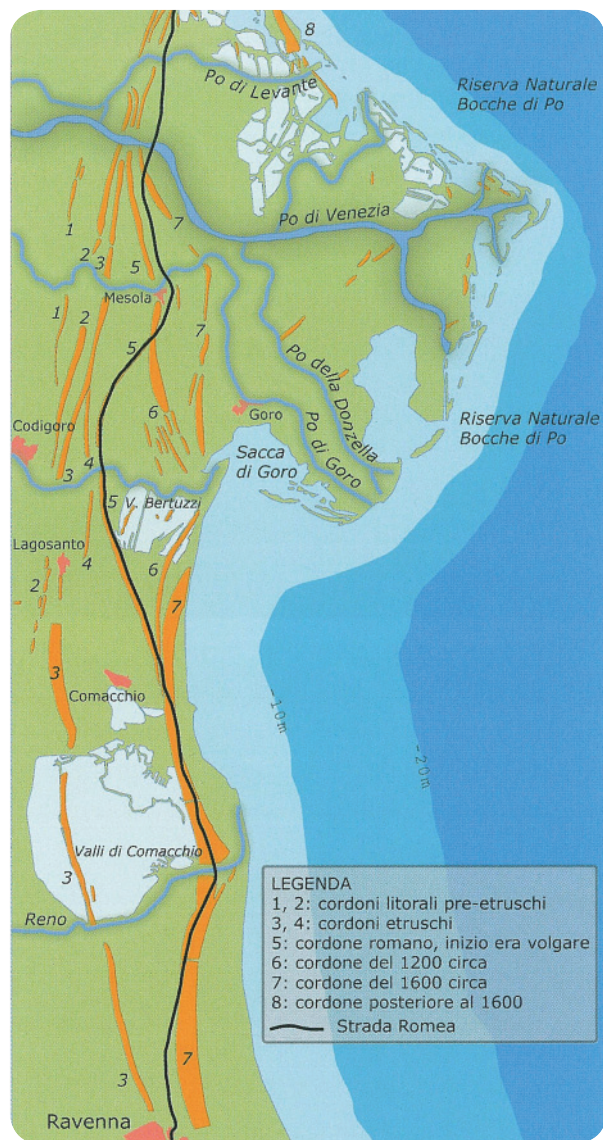 8
Po di Levante
Riserva Naturale
Bocche di Po
1
7
Po di Venezia
2
3
5
Mesola
1
2
7
5
Po della Donzella
6
Goro
Po di Goro
Riserva Naturale
Bocche di Po
Codigoro
Sacca
di Goro
4
3
5
V. Bertuzzi
Lagosanto
4
6
2
7
3
Comacchio
-10m
-20m
Valli di Comacchio
3
Reno
LEGENDA
1, 2: cordoni litorali pre-etruschi
3, 4: cordoni etruschi
5: cordone romano, inizio era volgare
6: cordone del 1200 circa
7: cordone del 1600 circa
8: cordone posteriore al 1600
Strada Romea
7
3
Ravenna